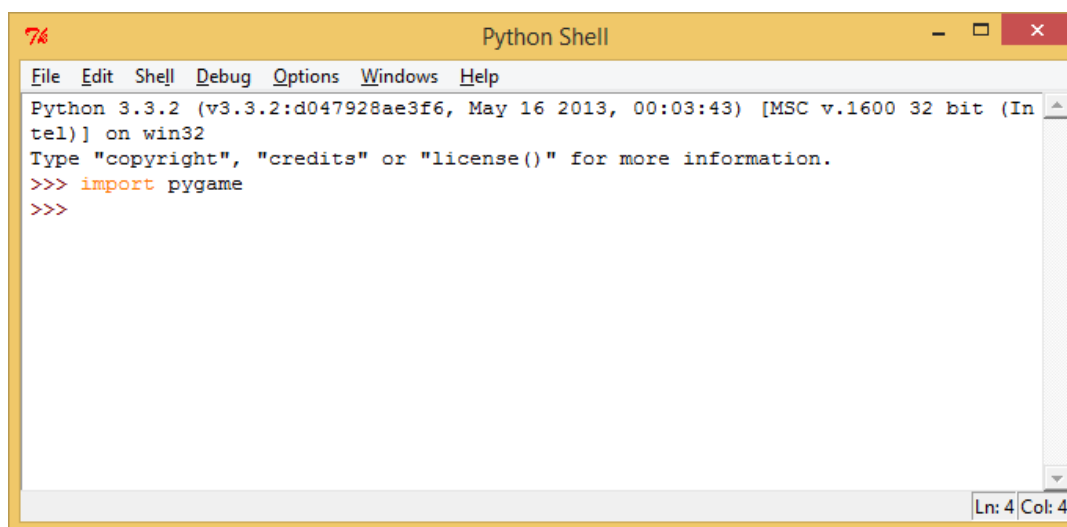 7% Python Shell
File Edit Shell Debug Options Windows Help
Python 3.3.2 (v3.3.2:d047928ae3f6, May 16 2013, 00:03:43) [MSC v.1600 32 bit (In
tel)] on win32
Type "copyright", "credits" or "license()" for more information.
>>> import pygame
>>>
Ln: 4 Col: 4